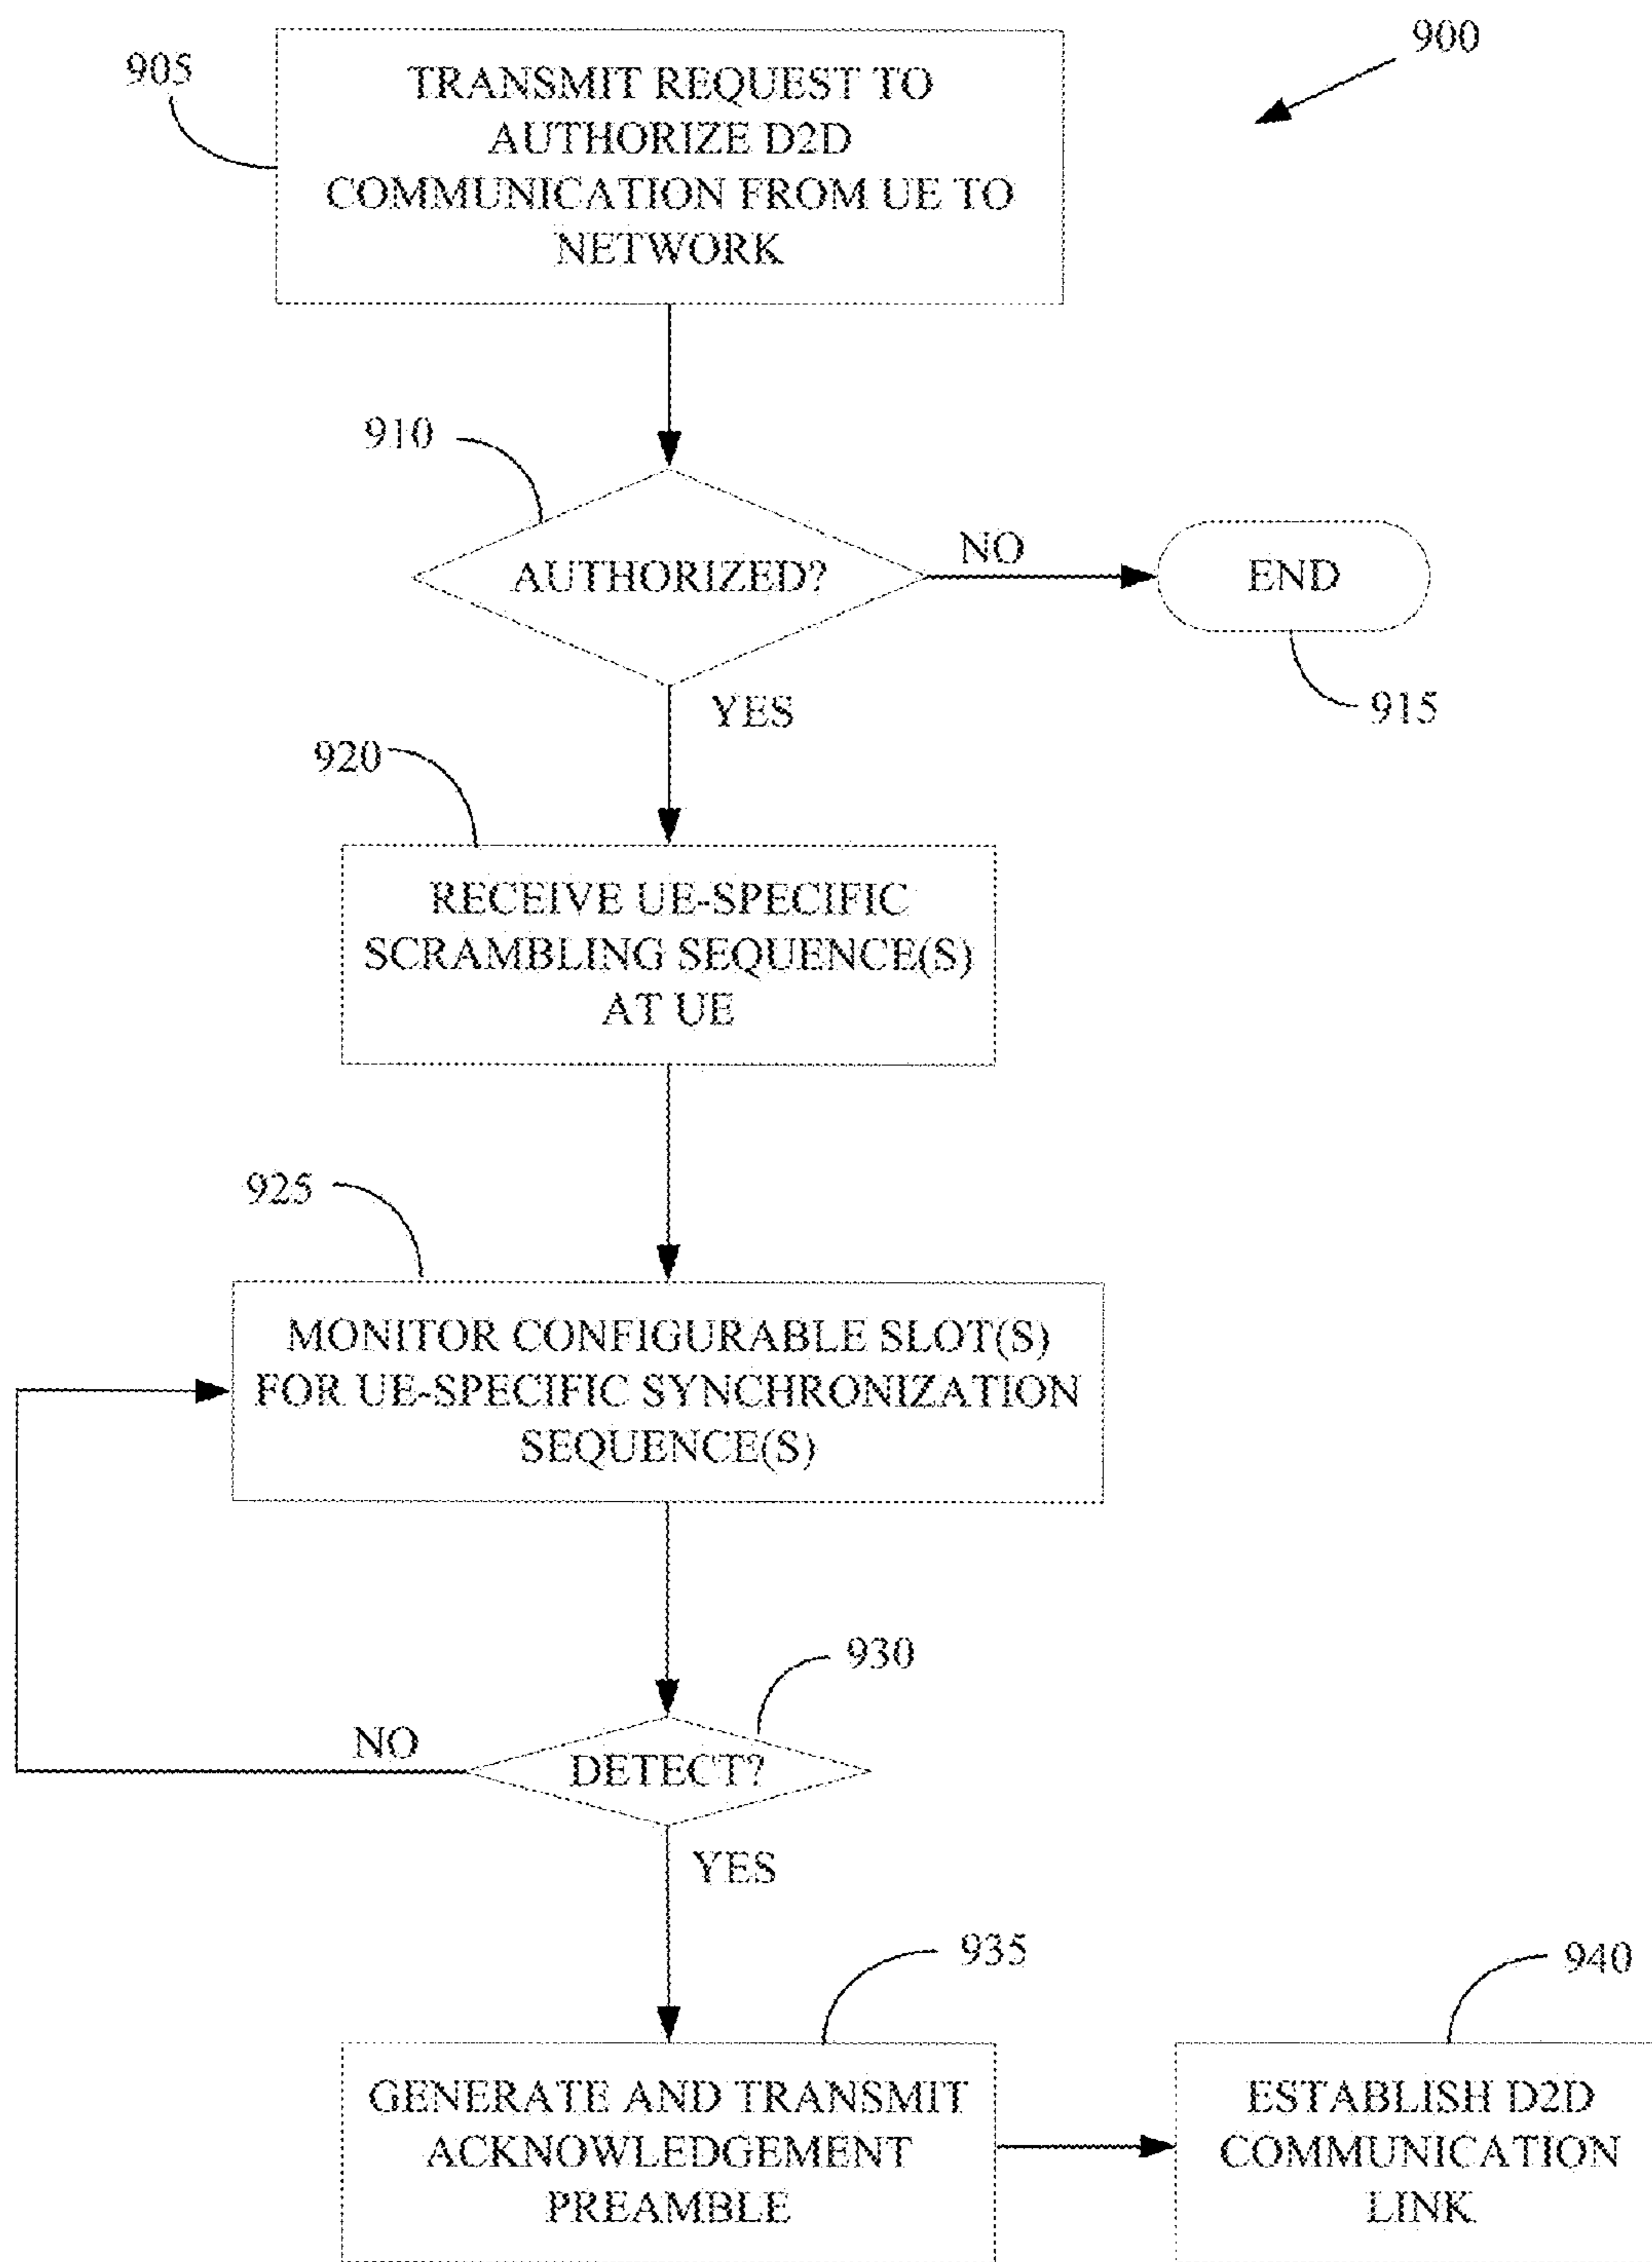 900
905
TRANSMIT REQUEST TO
AUTHORIZE D2D
COMMUNICATION FROM UE TO
NETWORK
910
AUTHORIZED?
NO
END
915
YES
920
RECEIVE UE-SPECIFIC
SCRAMBLING SEQUENCE(S)
AT UE
925
MONITOR CONFIGURABLE SLOT(S)
FOR UE-SPECIFIC SYNCHRONIZATION
SEQUENCE(S)
930
DETECT?
NO
YES
935
GENERATE AND TRANSMIT
ACKNOWLEDGEMENT
PREAMBLE
940
ESTABLISH D2D
COMMUNICATION
LINK